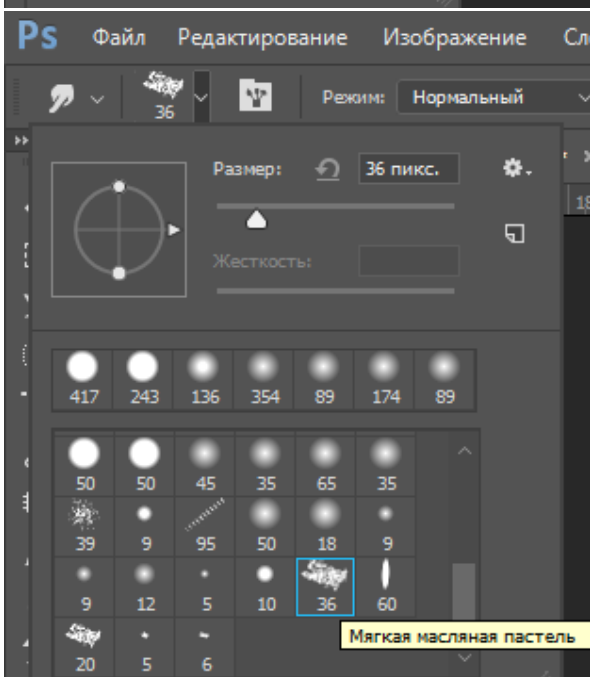 Ps Файл Редактирование Изображение Сл
36 Режим: Нормальный
Размер: 36 пикс.
18
Жесткость:
417 243 136 354 89 174 89
50 50 45 35 65 35
39 9 95 50 18 9
9 12 5 10 36 60
Мягкая масляная пастель
20 5 6